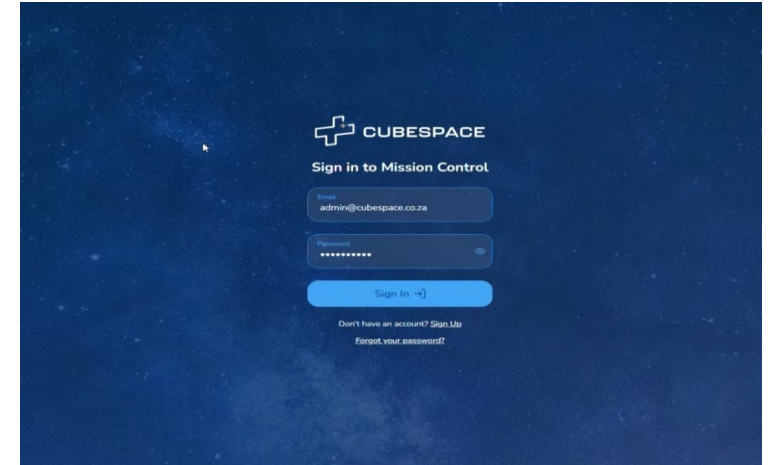 CUBESPACE
Sign in to Mission Control
Email
admin@cubespace.co.za
Password
••••••••••
Sign In
Don't have an account? Sign Up
Forgot your password?